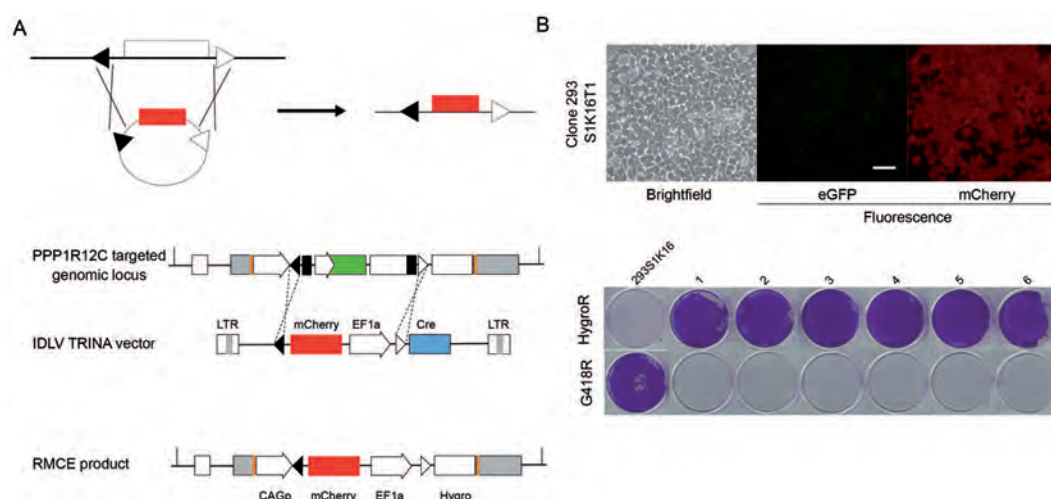 A
PPP1R12C targeted
genomic locus
LTR
mCherry
EF1a
Cre
LTR
IDLV TRINA vector
RMCE product
CAGp
mCherry
EF1a
Hygro
B
Clone 293
S1K16T1
Brightfield
eGFP
mCherry
Fluorescence
293S1K16
1
2
3
4
5
6
HygroR
G418R